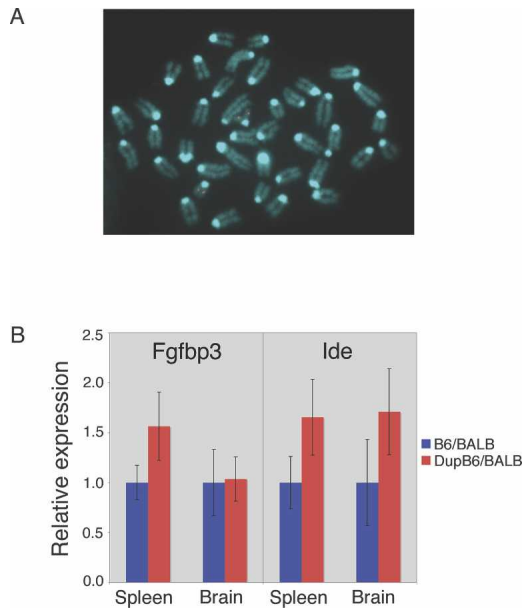 A
B
Relative expression
2.5
2.0
1.5
1.0
0.5
0.0
Fgfbp3
Ide
Spleen
Brain
Spleen
Brain
B6/BALB
DupB6/BALB